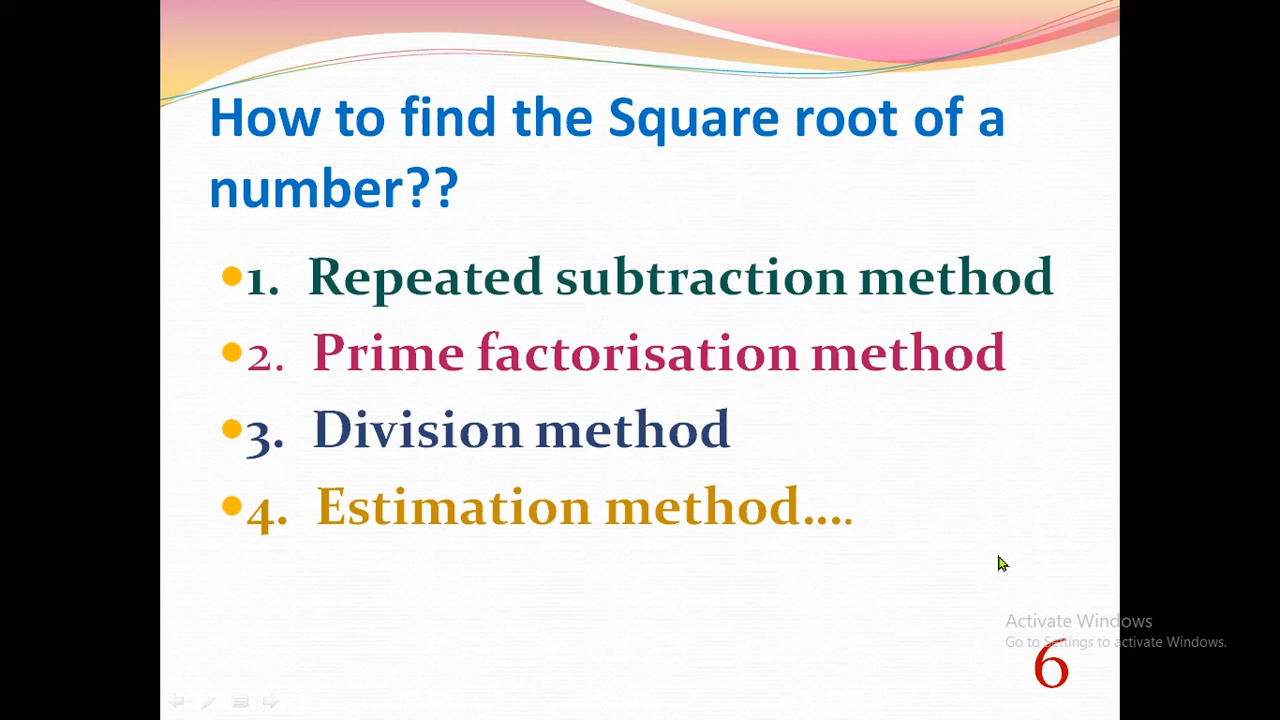 How to find the Square root of a
number??
1. Repeated subtraction method
2. Prime factorisation method
3. Division method
4. Estimation method....
Activate Windows
Go to Settings to activate Windows.
6